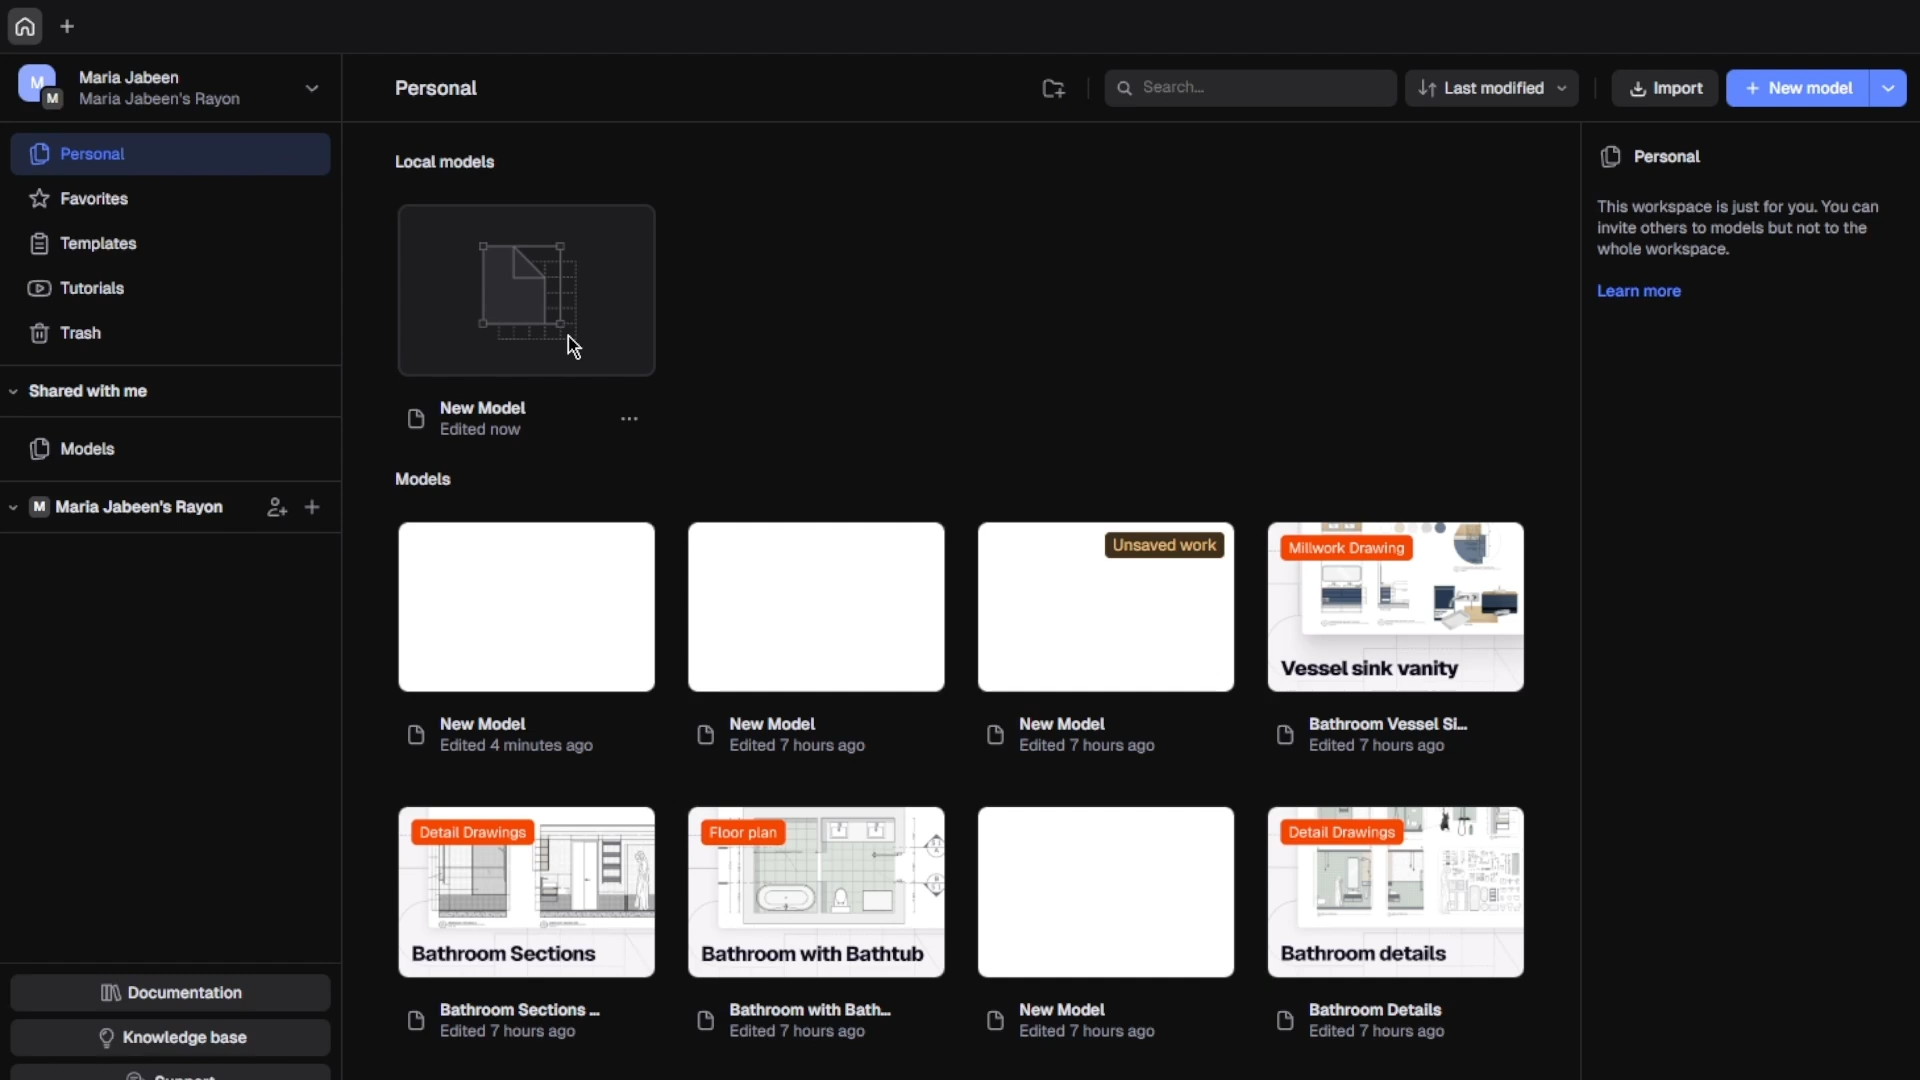 M
M
Maria Jabeen
Maria Jabeen's Rayon
Personal
Favorites
Templates
Tutorials
Trash
Shared with me
Models
M Maria Jabeen's Rayon
Documentation
Knowledge base
Support
Personal
Search...
Last modified
Import
New model
Local models
New Model
Edited now
Models
Unsaved work
Millwork Drawing
Vessel sink vanity
New Model
Edited 4 minutes ago
New Model
Edited 7 hours ago
New Model
Edited 7 hours ago
Bathroom Vessel Si...
Edited 7 hours ago
Detail Drawings
Bathroom Sections
Floor plan
Bathroom with Bathtub
Detail Drawings
Bathroom details
Bathroom Sections ...
Edited 7 hours ago
Bathroom with Bath...
Edited 7 hours ago
New Model
Edited 7 hours ago
Bathroom Details
Edited 7 hours ago
Personal
This workspace is just for you. You can
invite others to models but not to the
whole workspace.
Learn more